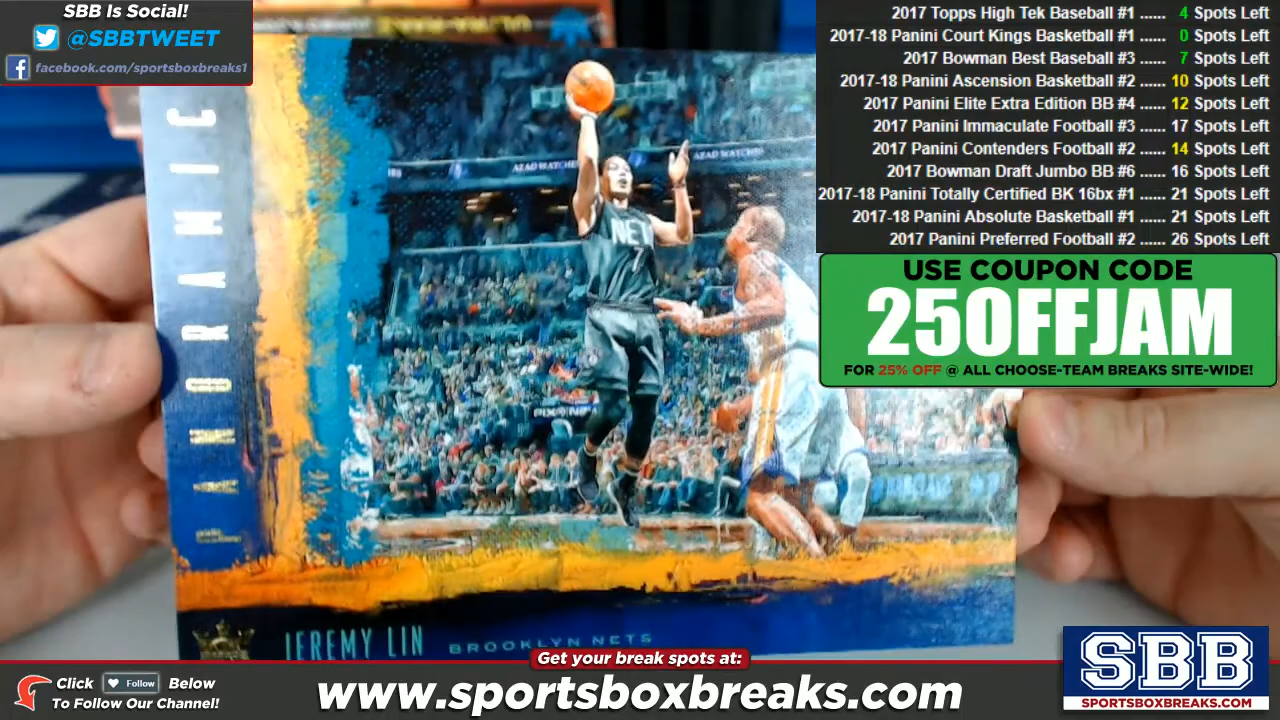 SBB Is Social!
@SBBTWEET
facebook.com/sportsboxbreaks1
2017 Topps High Tek Baseball #1 ...... 4 Spots Left
2017-18 Panini Court Kings Basketball #1 ...... 0 Spots Left
2017 Bowman Best Baseball #3 ...... 7 Spots Left
2017-18 Panini Ascension Basketball #2 ...... 10 Spots Left
2017 Panini Elite Extra Edition BB #4 ...... 12 Spots Left
2017 Panini Immaculate Football #3 ...... 17 Spots Left
2017 Panini Contenders Football #2 ...... 14 Spots Left
2017 Bowman Draft Jumbo BB #6 ...... 16 Spots Left
2017-18 Panini Totally Certified BK 16bx #1 ...... 21 Spots Left
2017-18 Panini Absolute Basketball #1 ...... 21 Spots Left
2017 Panini Preferred Football #2 ...... 26 Spots Left
USE COUPON CODE
25OFFJAM
FOR 25% OFF @ ALL CHOOSE-TEAM BREAKS SITE-WIDE!
PANORAMIC
NET
7
JEREMY LIN BROOKLYN NETS
Get your break spots at:
Click Follow Below
To Follow Our Channel!
www.sportsboxbreaks.com
SBB
SPORTSBOXBREAKS.COM